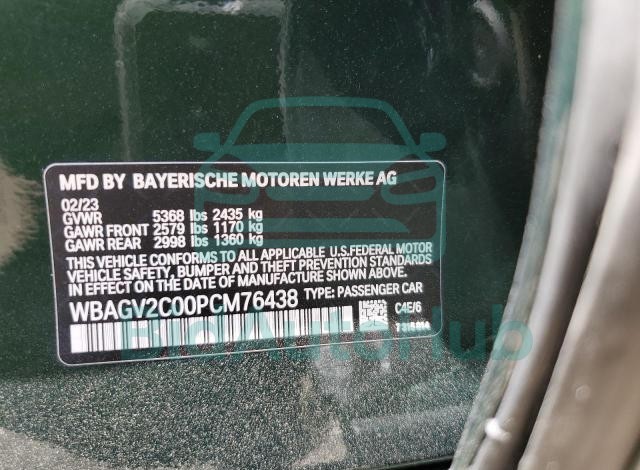 MFD BY BAYERISCHE MOTOREN WERKE AG
02/23
GVWR 5368 lbs 2435 kg
GAWR FRONT 2579 lbs 1170 kg
GAWR REAR 2998 lbs 1360 kg
THIS VEHICLE CONFORMS TO ALL APPLICABLE U.S.FEDERAL MOTOR
VEHICLE SAFETY, BUMPER AND THEFT PREVENTION STANDARDS
IN EFFECT ON THE DATE OF MANUFACTURE SHOWN ABOVE.
WBAGV2C00PCM76438 TYPE: PASSENGER CAR
C4E/6
BidAutoHub